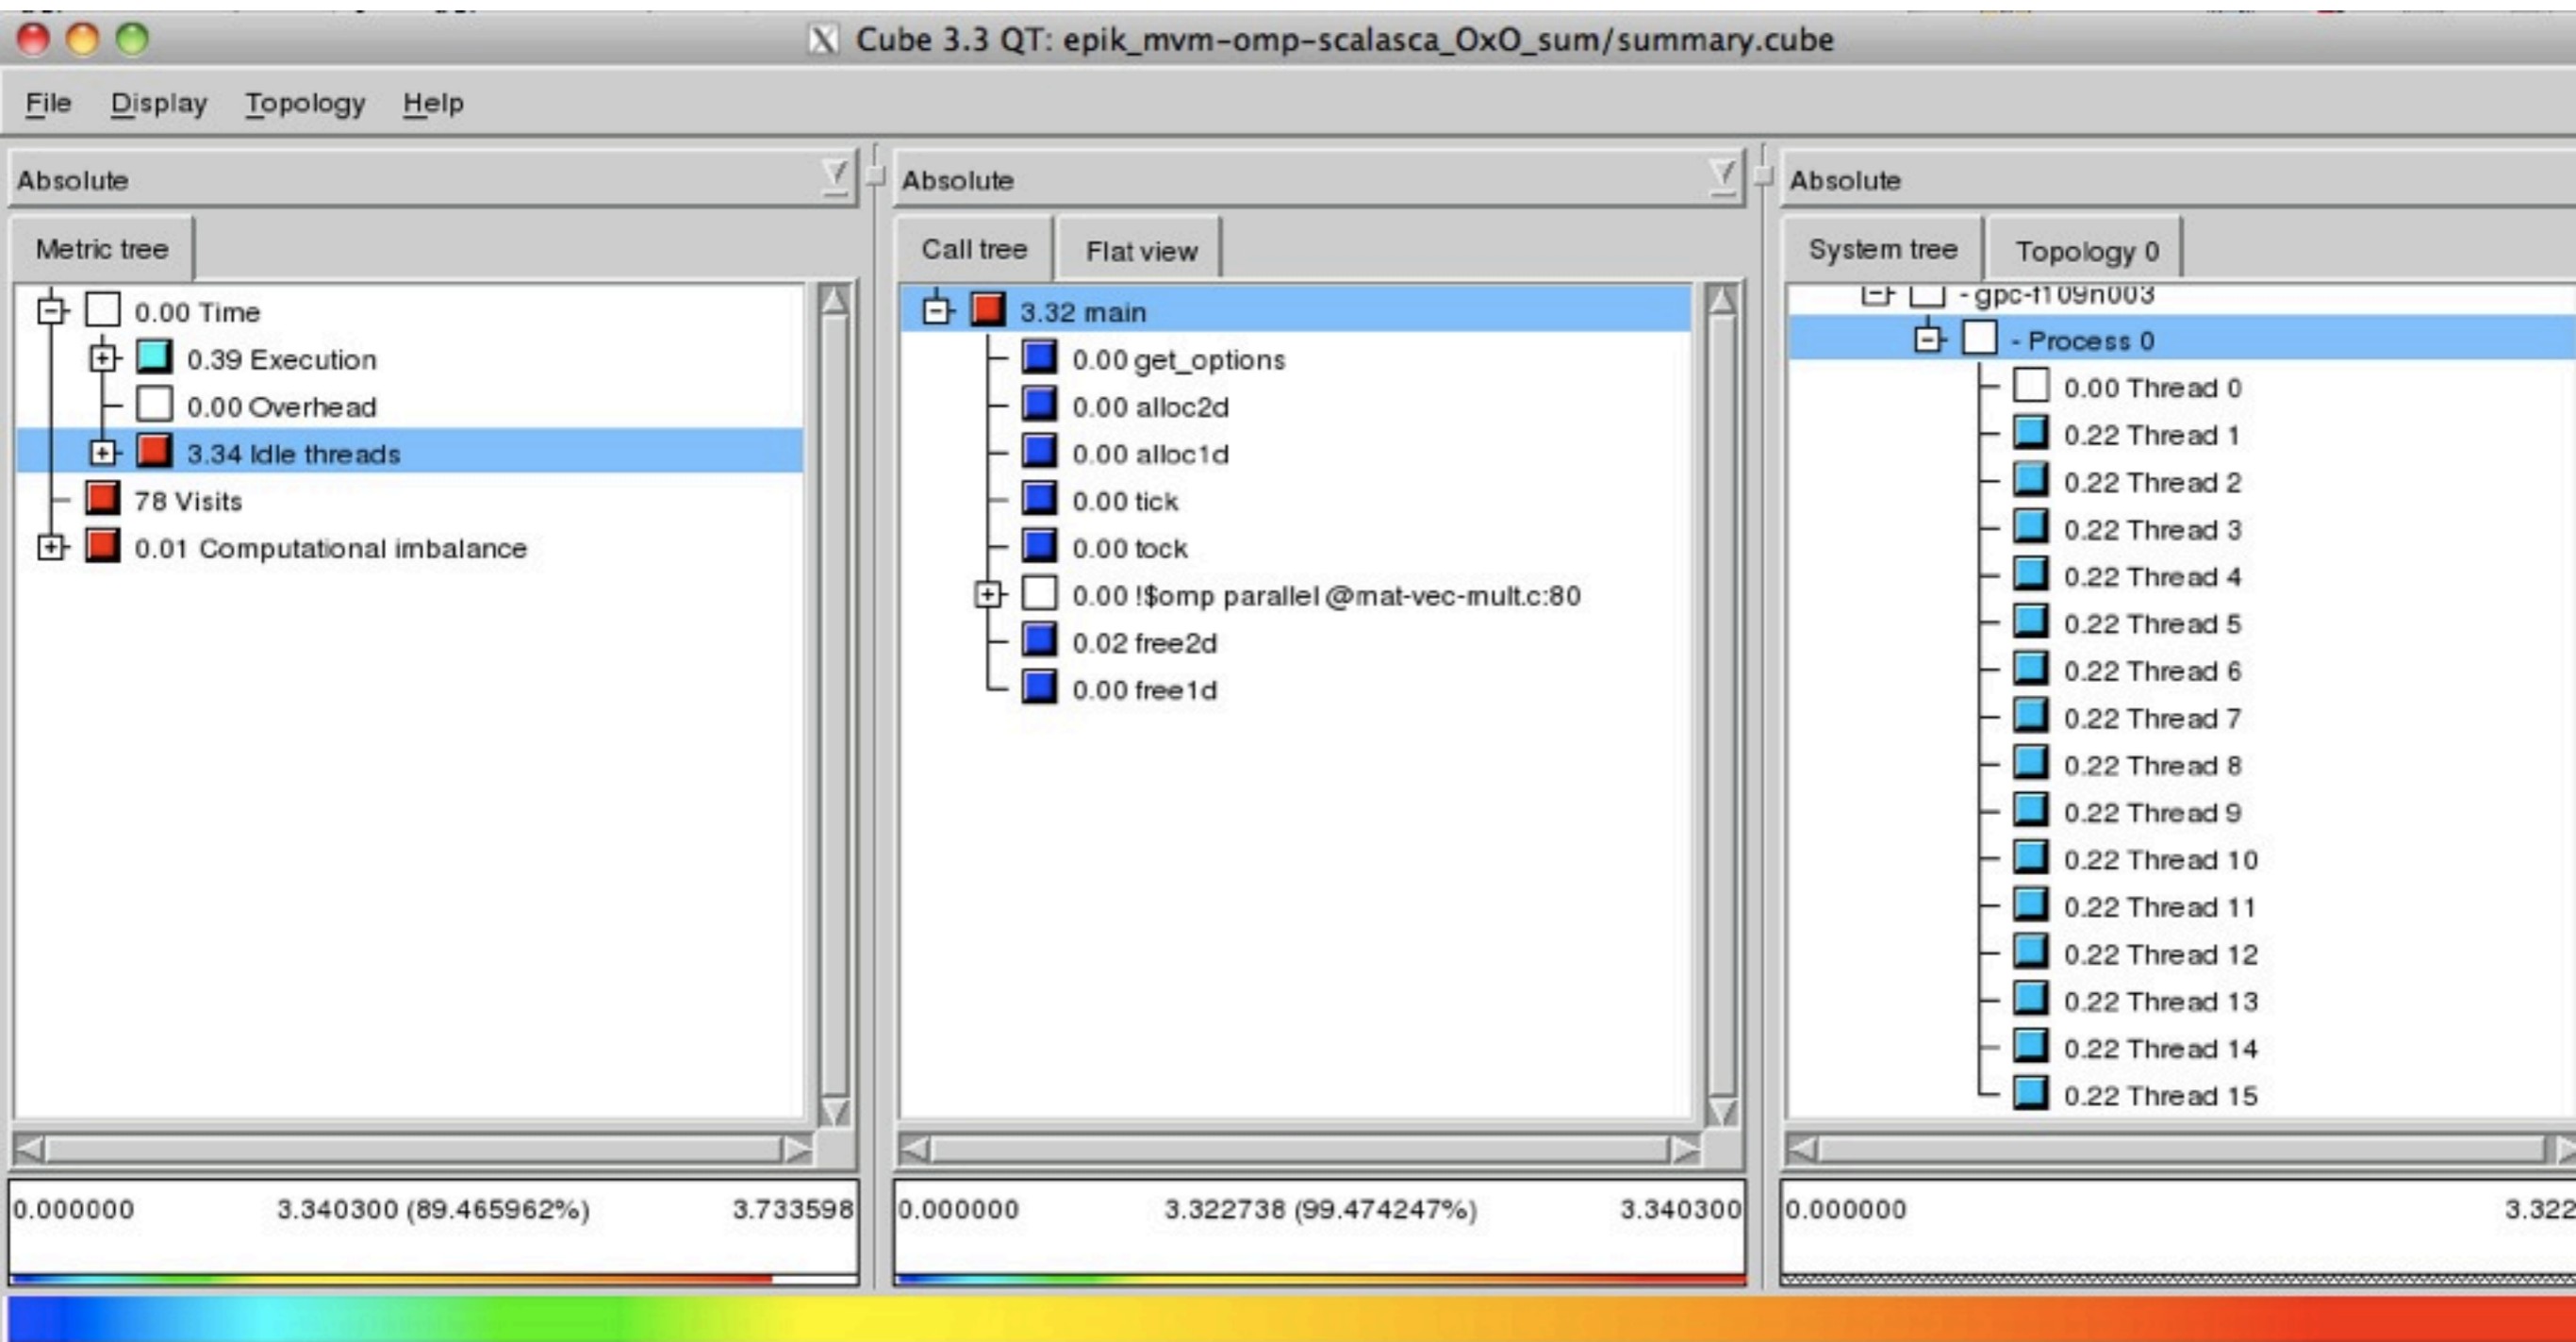 Cube 3.3 QT: epik_mvm-omp-scalasca_OxO_sum/summary.cube
File Display Topology Help
Absolute
Metric tree
0.00 Time
0.39 Execution
0.00 Overhead
3.34 Idle threads
78 Visits
0.01 Computational imbalance
0.000000 3.340300 (89.465962%) 3.733598
Absolute
Call tree Flat view
3.32 main
0.00 get_options
0.00 alloc2d
0.00 alloc1d
0.00 tick
0.00 tock
0.00 !$omp parallel @mat-vec-mult.c:80
0.02 free2d
0.00 free1d
0.000000 3.322738 (99.474247%) 3.340300
Absolute
System tree Topology 0
- gpc-f109n003
- Process 0
0.00 Thread 0
0.22 Thread 1
0.22 Thread 2
0.22 Thread 3
0.22 Thread 4
0.22 Thread 5
0.22 Thread 6
0.22 Thread 7
0.22 Thread 8
0.22 Thread 9
0.22 Thread 10
0.22 Thread 11
0.22 Thread 12
0.22 Thread 13
0.22 Thread 14
0.22 Thread 15
0.000000 3.322